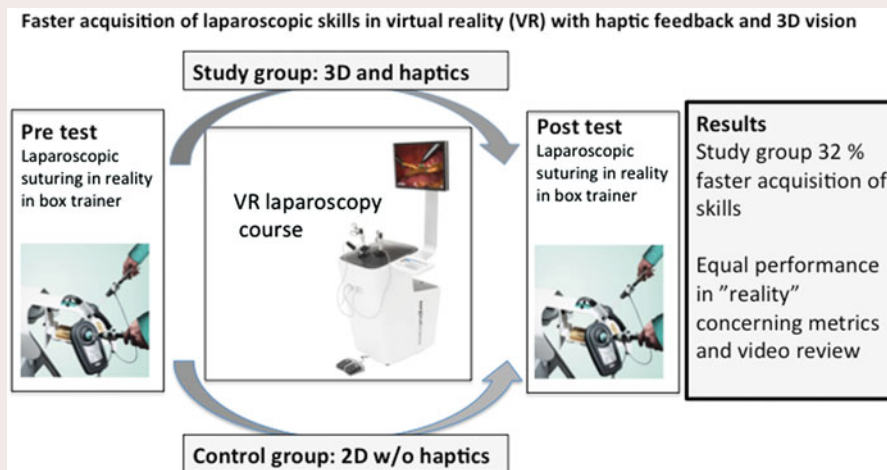 Faster acquisition of laparoscopic skills in virtual reality (VR) with haptic feedback and 3D vision
Study group: 3D and haptics
Pre test
Laparoscopic
suturing in reality
in box trainer
VR laparoscopy
course
Post test
Laparoscopic
suturing in reality
in box trainer
Results
Study group 32 %
faster acquisition of
skills
Equal performance
in ”reality”
concerning metrics
and video review
Control group: 2D w/o haptics